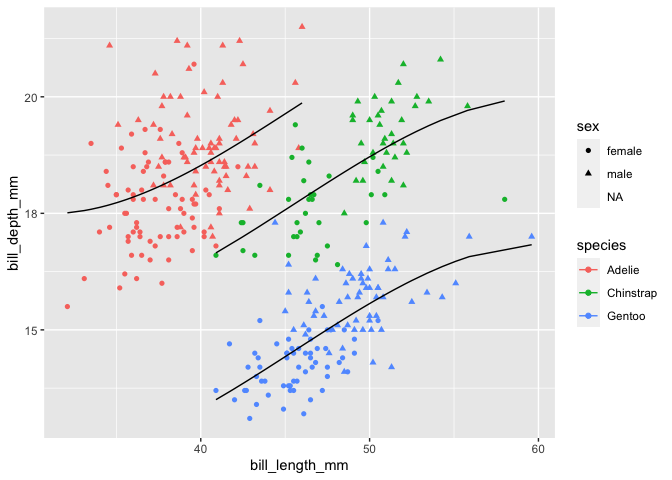 20
18
15
bill_depth_mm
40
50
60
bill_length_mm
sex
female
male
NA
species
Adelie
Chinstrap
Gentoo